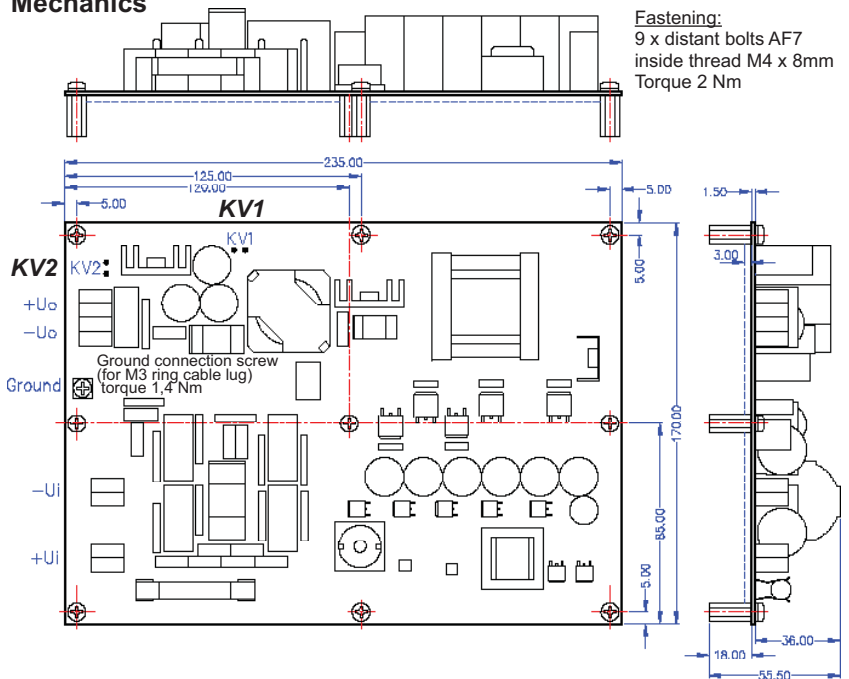 Mechanics
Fastening:
9 x distant bolts AF7
inside thread M4 x 8mm
Torque 2 Nm
235.00
125.00
120.00
5.00
5.00
1.50
KV1
KV1
KV2
KV2
3.00
5.00
+Uo
-Uo
Ground connection screw
(for M3 ring cable lug)
torque 1,4 Nm
Ground
170.00
-Ui
85.00
+Ui
5.00
36.00
18.00
55.50